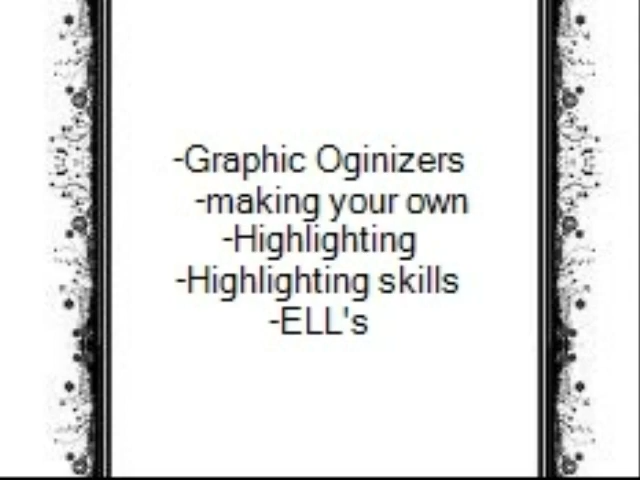 -Graphic Oginizers
-making your own
-Highlighting
-Highlighting skills
-ELL's